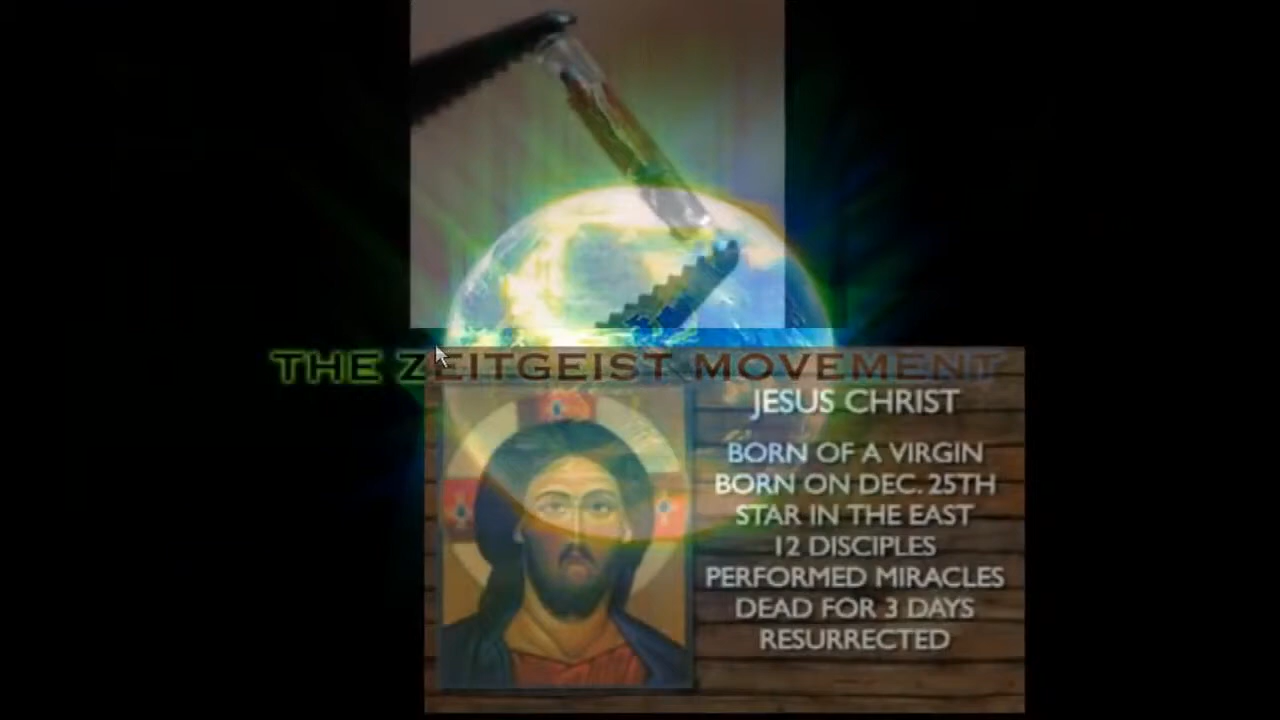 THE ZEITGEIST MOVEMENT
JESUS CHRIST
BORN OF A VIRGIN
BORN ON DEC. 25TH
STAR IN THE EAST
12 DISCIPLES
PERFORMED MIRACLES
DEAD FOR 3 DAYS
RESURRECTED